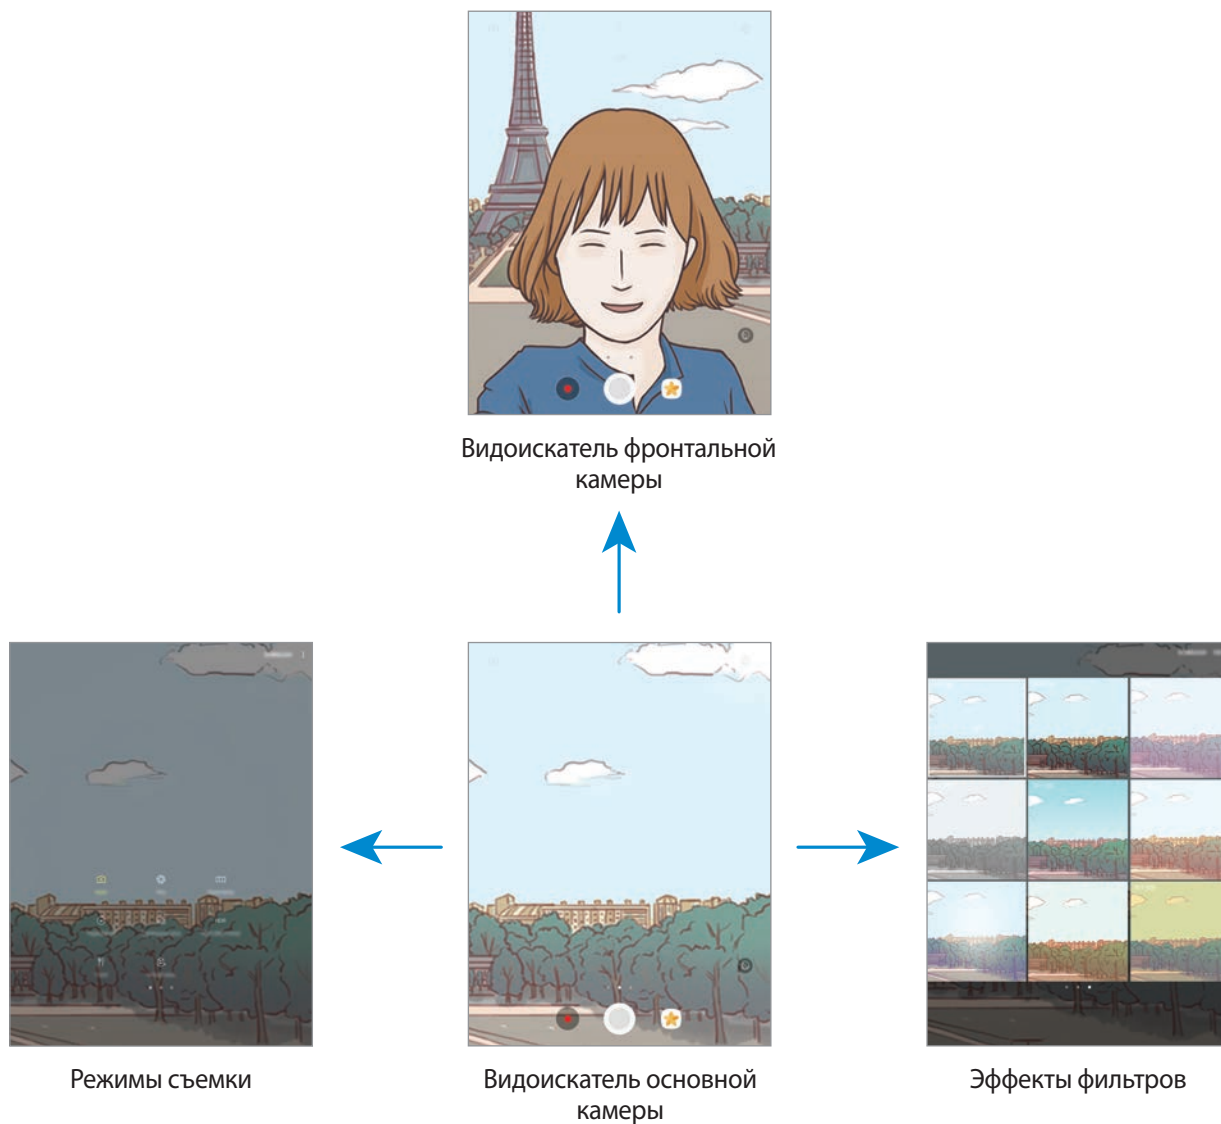 Видоискатель фронтальной
камеры
Режимы съемки
Видоискатель основной
камеры
Эффекты фильтров